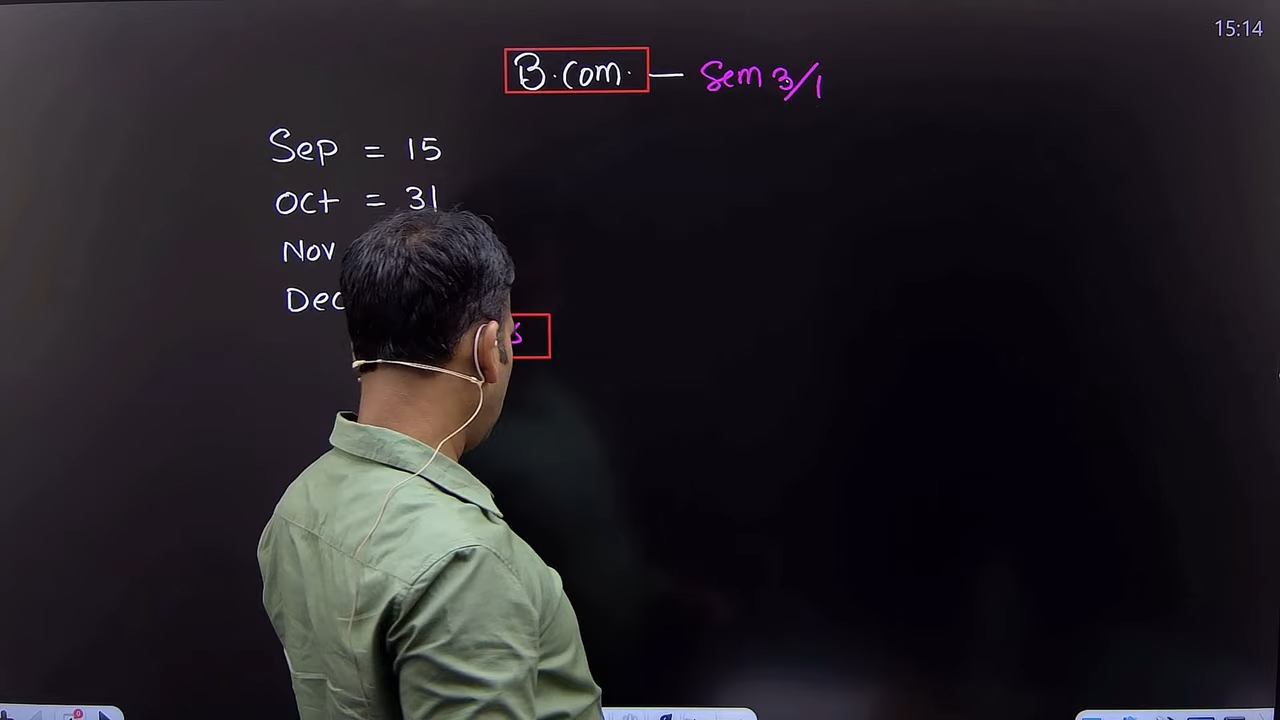 15:14
B.com. — Sem 3/1
Sep = 15
Oct = 31
Nov
Dec